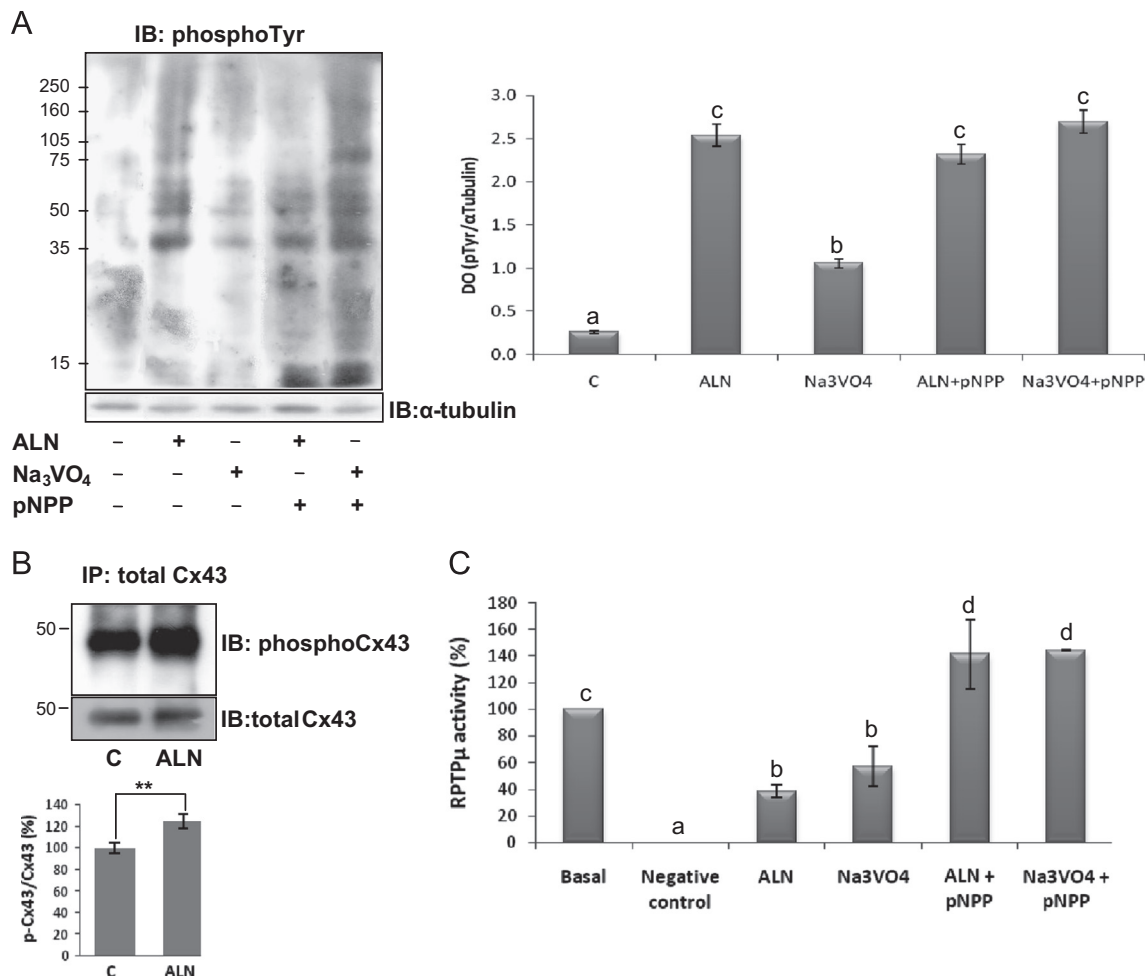 A
IB: phosphoTyr
250
160
105
75
50
35
15
IB:α-tubulin
ALN – + – + –
Na₃VO₄ – – + – +
pNPP – – – + +
DO (pTyr/αTubulin)
3.0
2.5
2.0
1.5
1.0
0.5
0.0
a
c
b
c
c
C ALN Na3VO4 ALN+pNPP Na3VO4+pNPP
B
IP: total Cx43
50
IB: phosphoCx43
50
IB:totalCx43
C ALN
p-Cx43/Cx43 (%)
140
120
100
80
60
40
20
0
**
C ALN
C
RPTPμ activity (%)
180
160
140
120
100
80
60
40
20
0
c
a
b
b
d
d
Basal Negative control ALN Na3VO4 ALN + pNPP Na3VO4 + pNPP